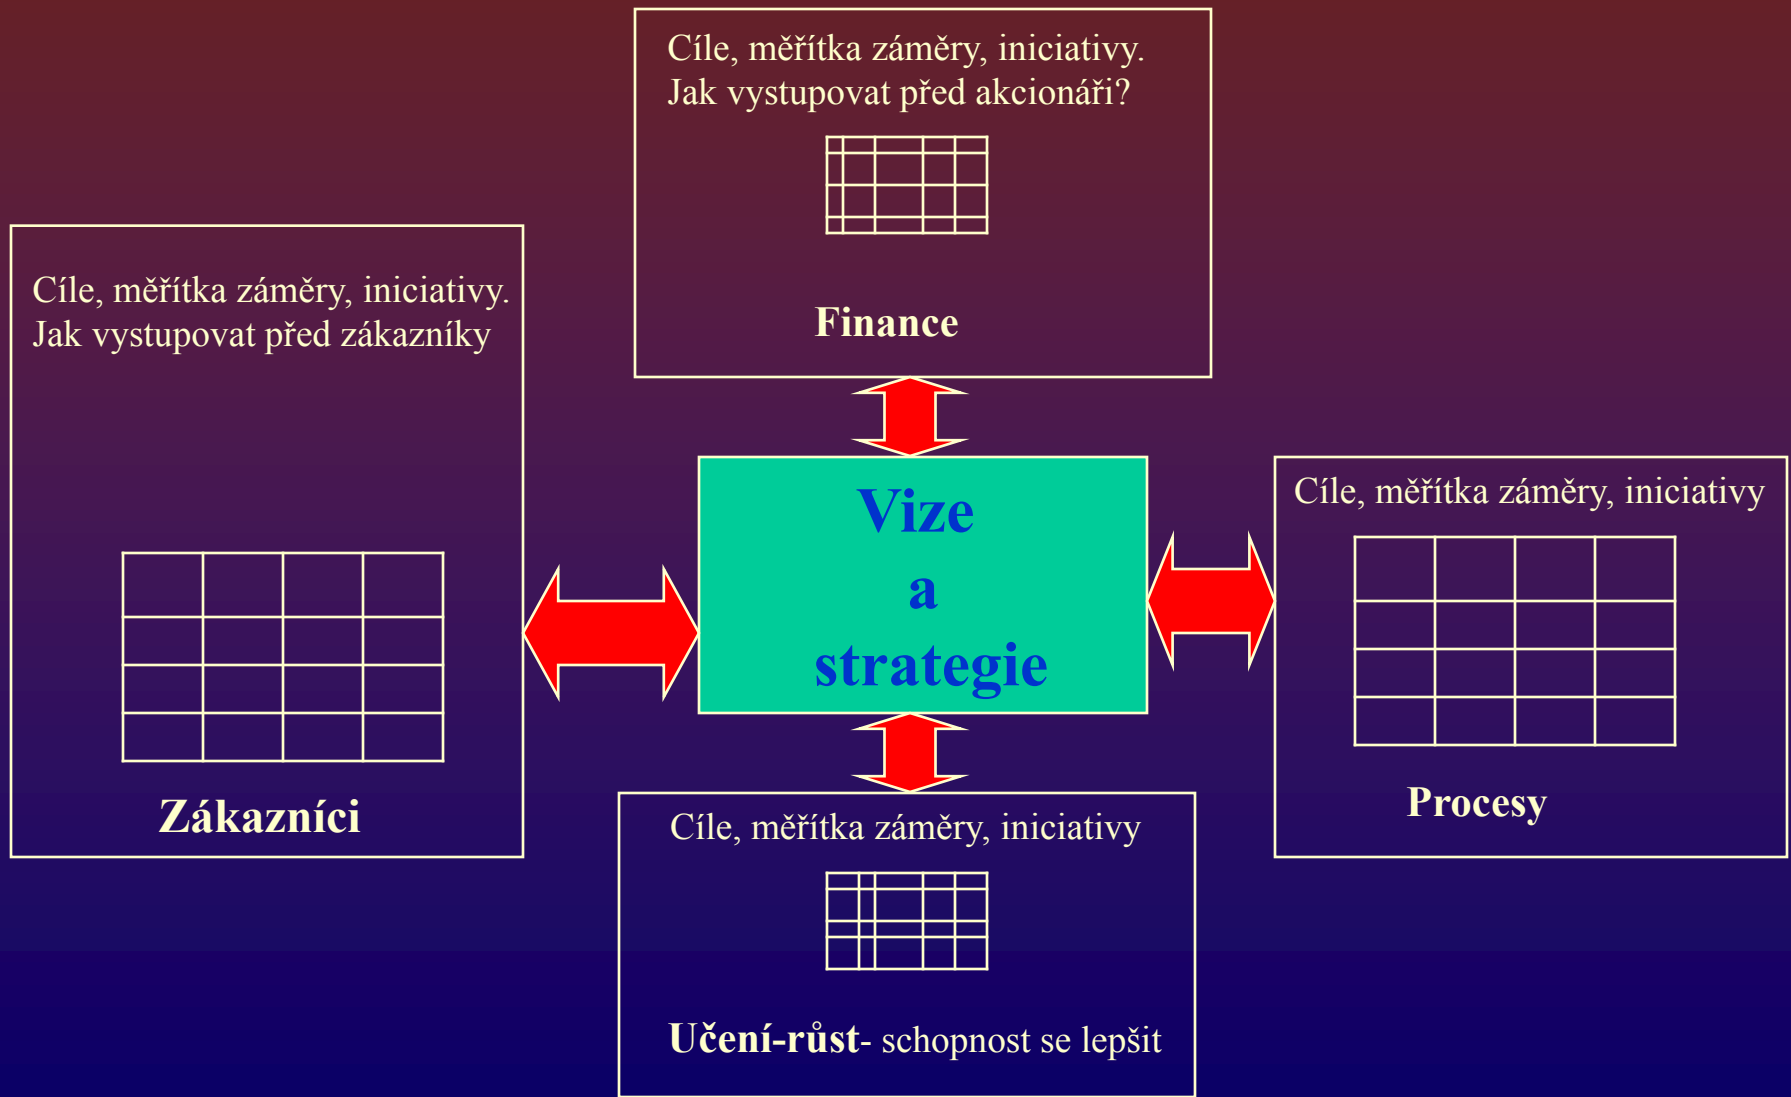 Cíle, měřítka záměry, iniciativy.
Jak vystupovat před akcionáři?
Finance
Cíle, měřítka záměry, iniciativy.
Jak vystupovat před zákazníky
Zákazníci
Vize
a
strategie
Cíle, měřítka záměry, iniciativy
Procesy
Cíle, měřítka záměry, iniciativy
Učení-růst- schopnost se lepšit